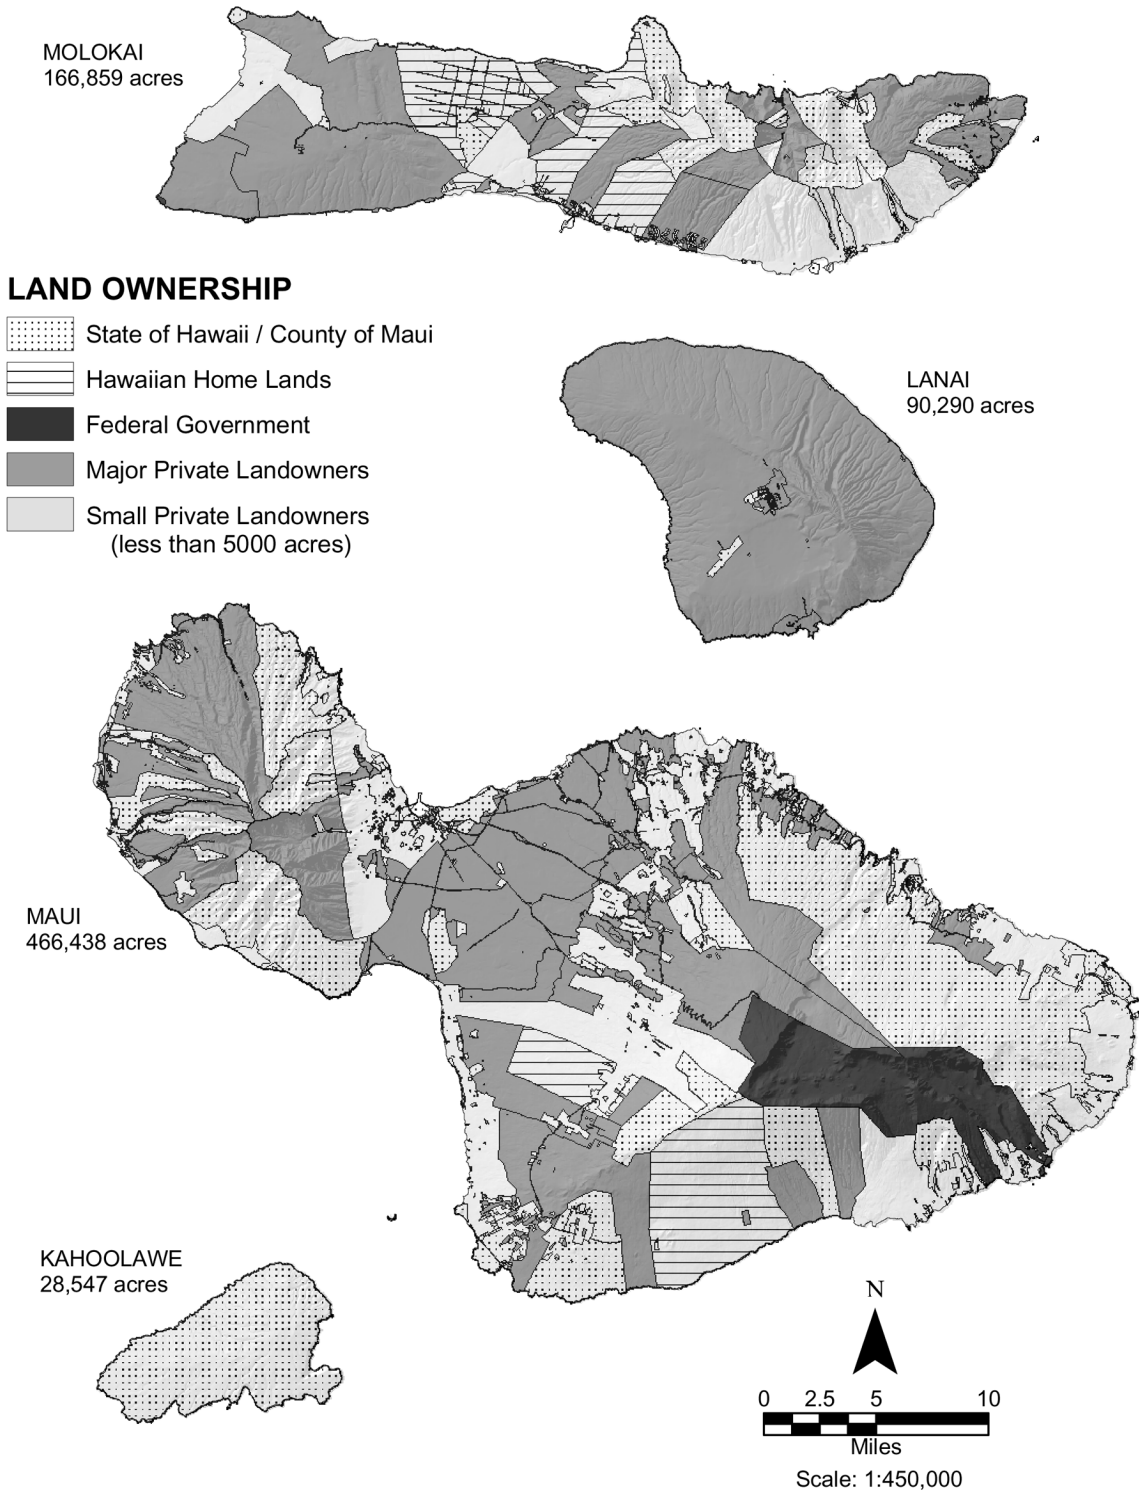 MOLOKAI
166,859 acres
LAND OWNERSHIP
State of Hawaii / County of Maui
Hawaiian Home Lands
Federal Government
Major Private Landowners
Small Private Landowners
(less than 5000 acres)
LANAI
90,290 acres
MAUI
466,438 acres
KAHOOLAWE
28,547 acres
N
0 2.5 5 10
Miles
Scale: 1:450,000